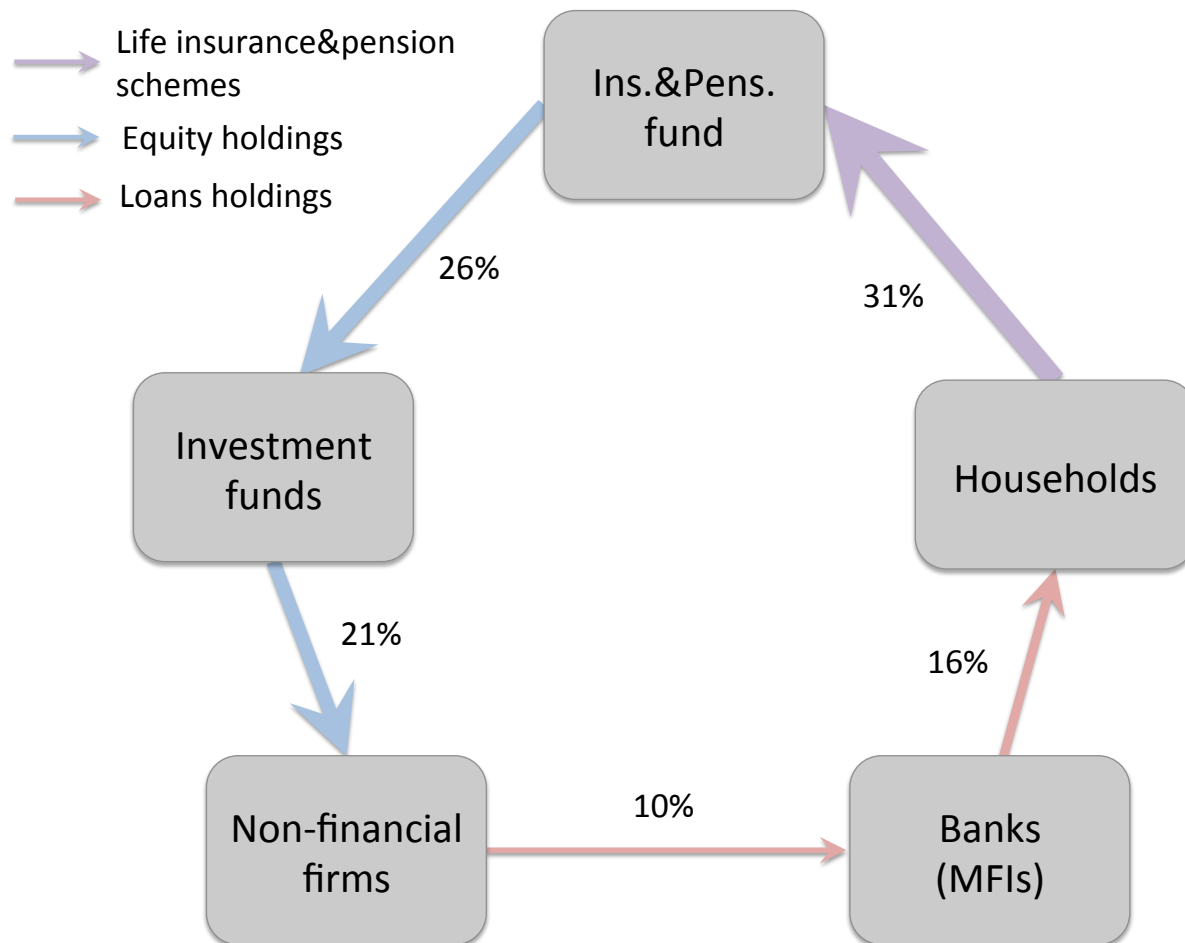 Life insurance&pension
schemes
Equity holdings
Loans holdings
Ins.&Pens.
fund
26%
31%
Investment
funds
Households
21%
16%
Non-financial
firms
10%
Banks
(MFIs)